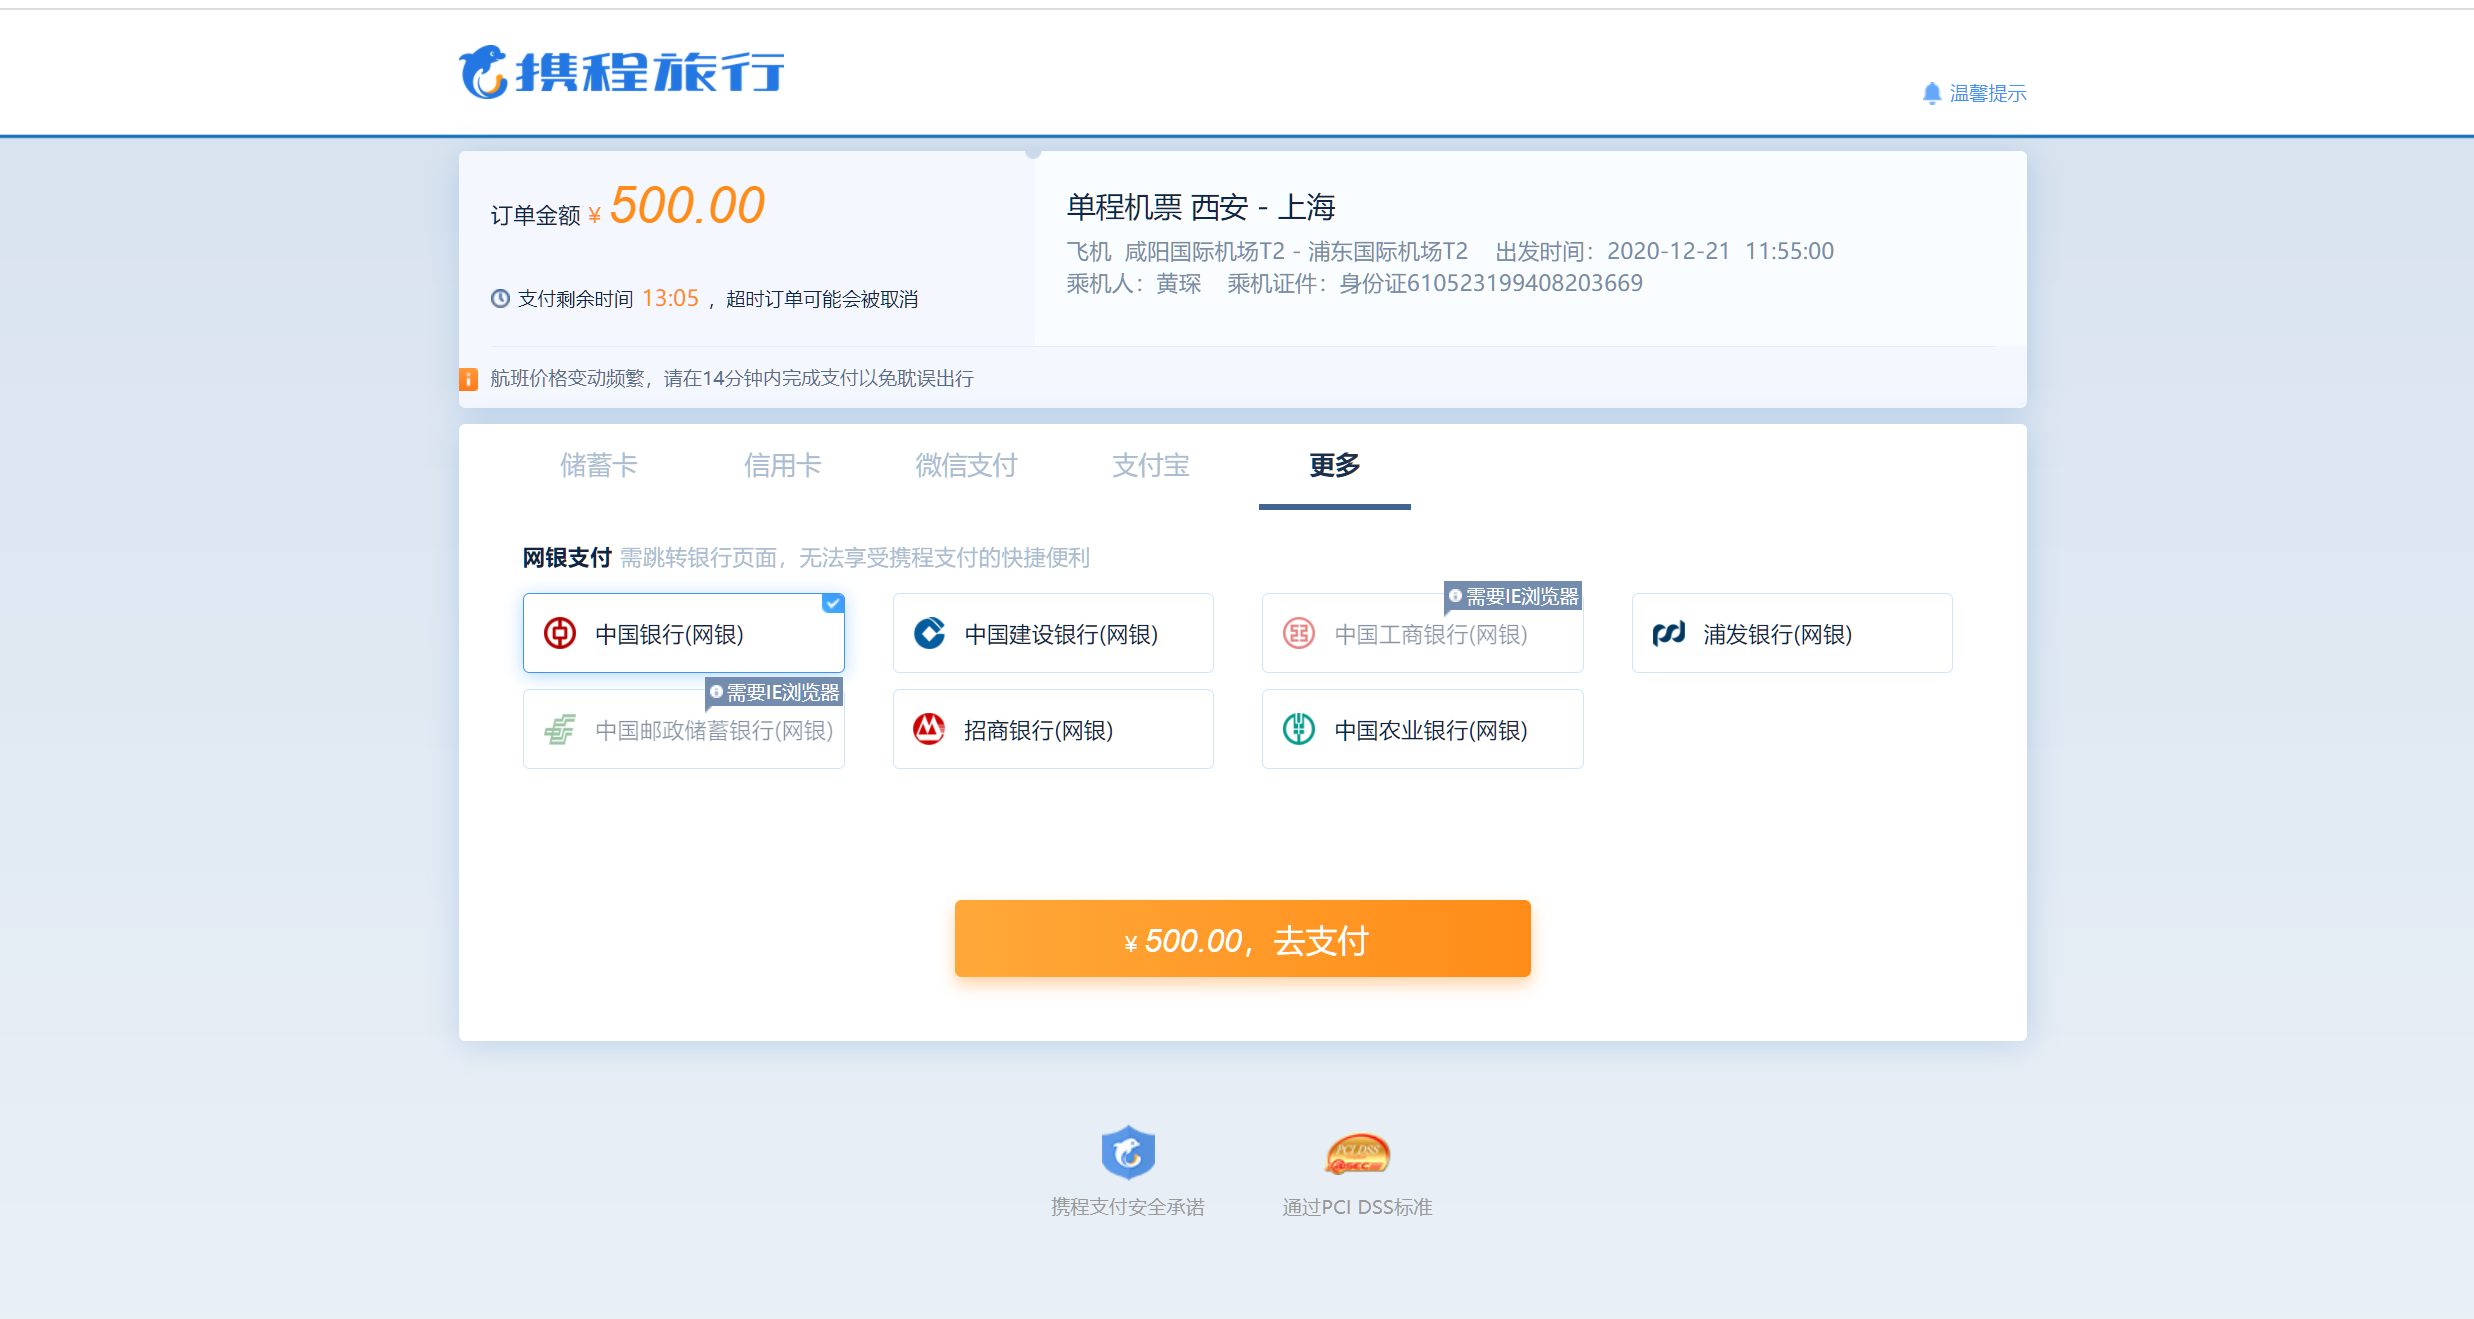 携程旅行
温馨提示
订单金额 ¥ 500.00
支付剩余时间 13:05 ，超时订单可能会被取消
单程机票 西安 - 上海
飞机 咸阳国际机场T2 - 浦东国际机场T2 出发时间：2020-12-21 11:55:00
乘机人：黄琛 乘机证件：身份证610523199408203669
航班价格变动频繁，请在14分钟内完成支付以免耽误出行
储蓄卡 信用卡 微信支付 支付宝 更多
网银支付 需跳转银行页面，无法享受携程支付的快捷便利
中国银行(网银)
中国建设银行(网银)
需要IE浏览器
中国工商银行(网银)
浦发银行(网银)
需要IE浏览器
中国邮政储蓄银行(网银)
招商银行(网银)
中国农业银行(网银)
¥ 500.00，去支付
PCI DSS
携程支付安全承诺
通过PCI DSS标准